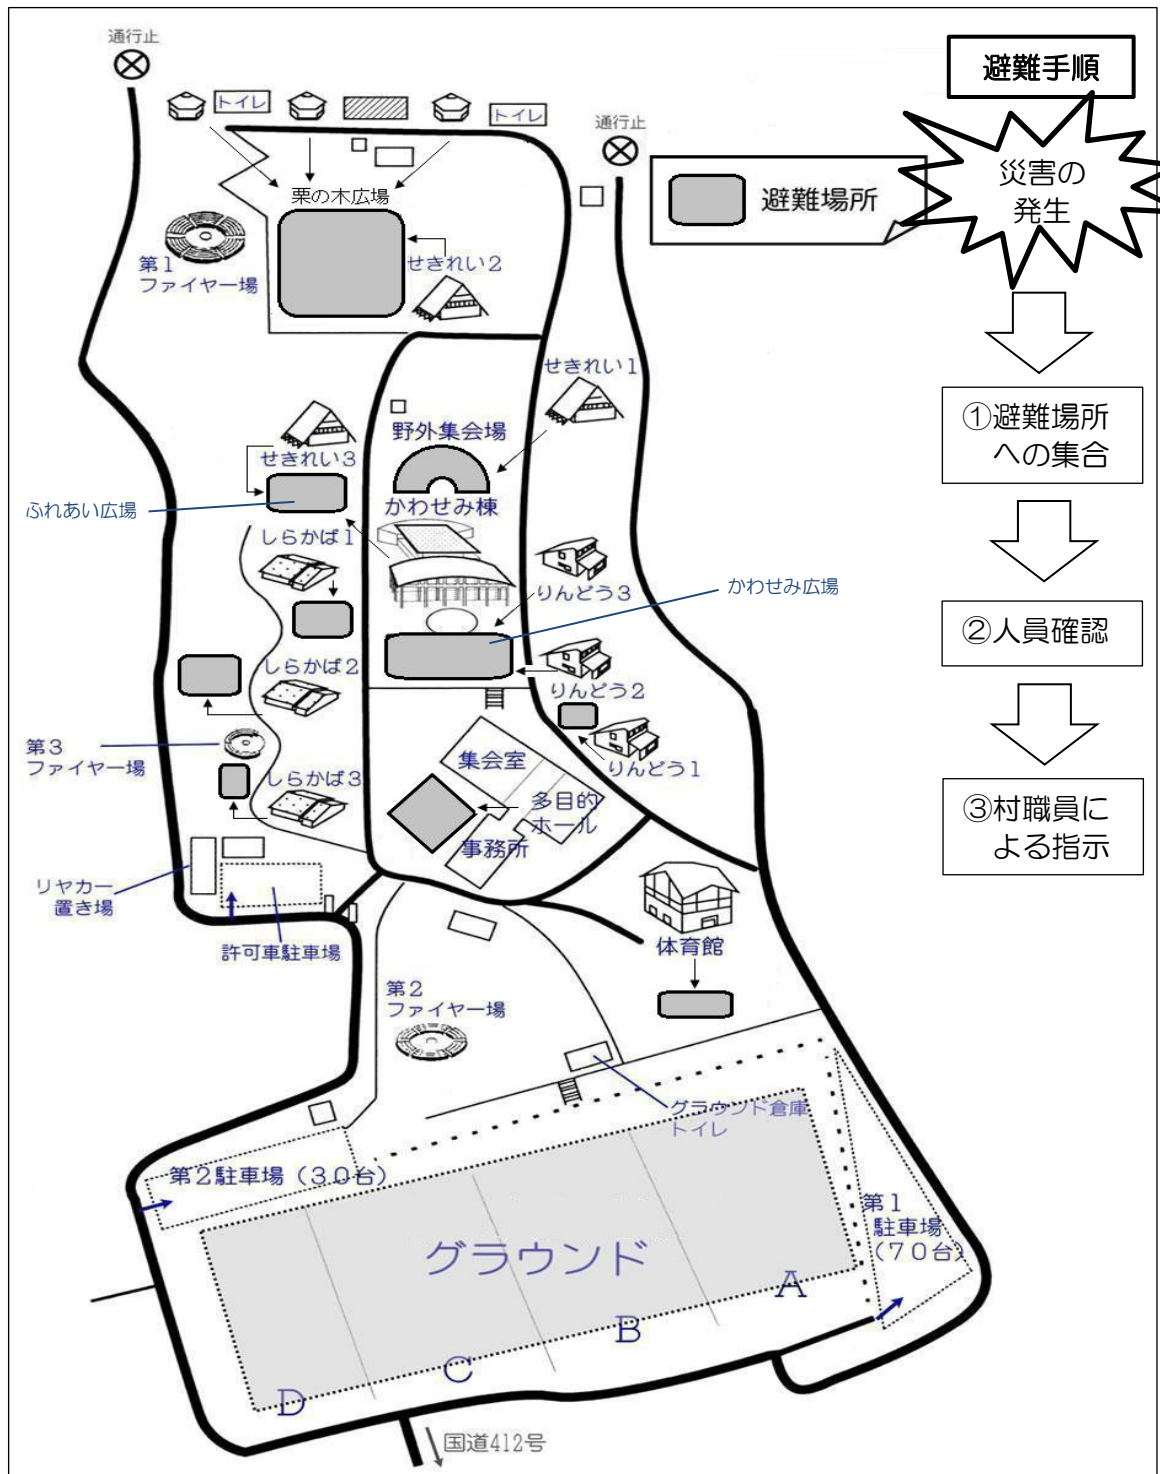 通行止
避難手順
トイレ
トイレ
通行止
災害の
発生
避難場所
栗の木広場
第1
ファイヤー場
せきれい2
せきれい1
①避難場所
への集合
野外集会場
せきれい3
ふれあい広場
かわせみ棟
しらかば1
りんどう3
かわせみ広場
②人員確認
しらかば2
りんどう2
第3
ファイヤー場
集会室
りんどう1
しらかば3
多目的
ホール
③村職員に
よる指示
事務所
リヤカー
置き場
許可車駐車場
体育館
第2
ファイヤー場
グラウンド倉庫
トイレ
第2駐車場(30台)
第1
駐車場
(70台)
グラウンド
A
B
C
D
国道412号